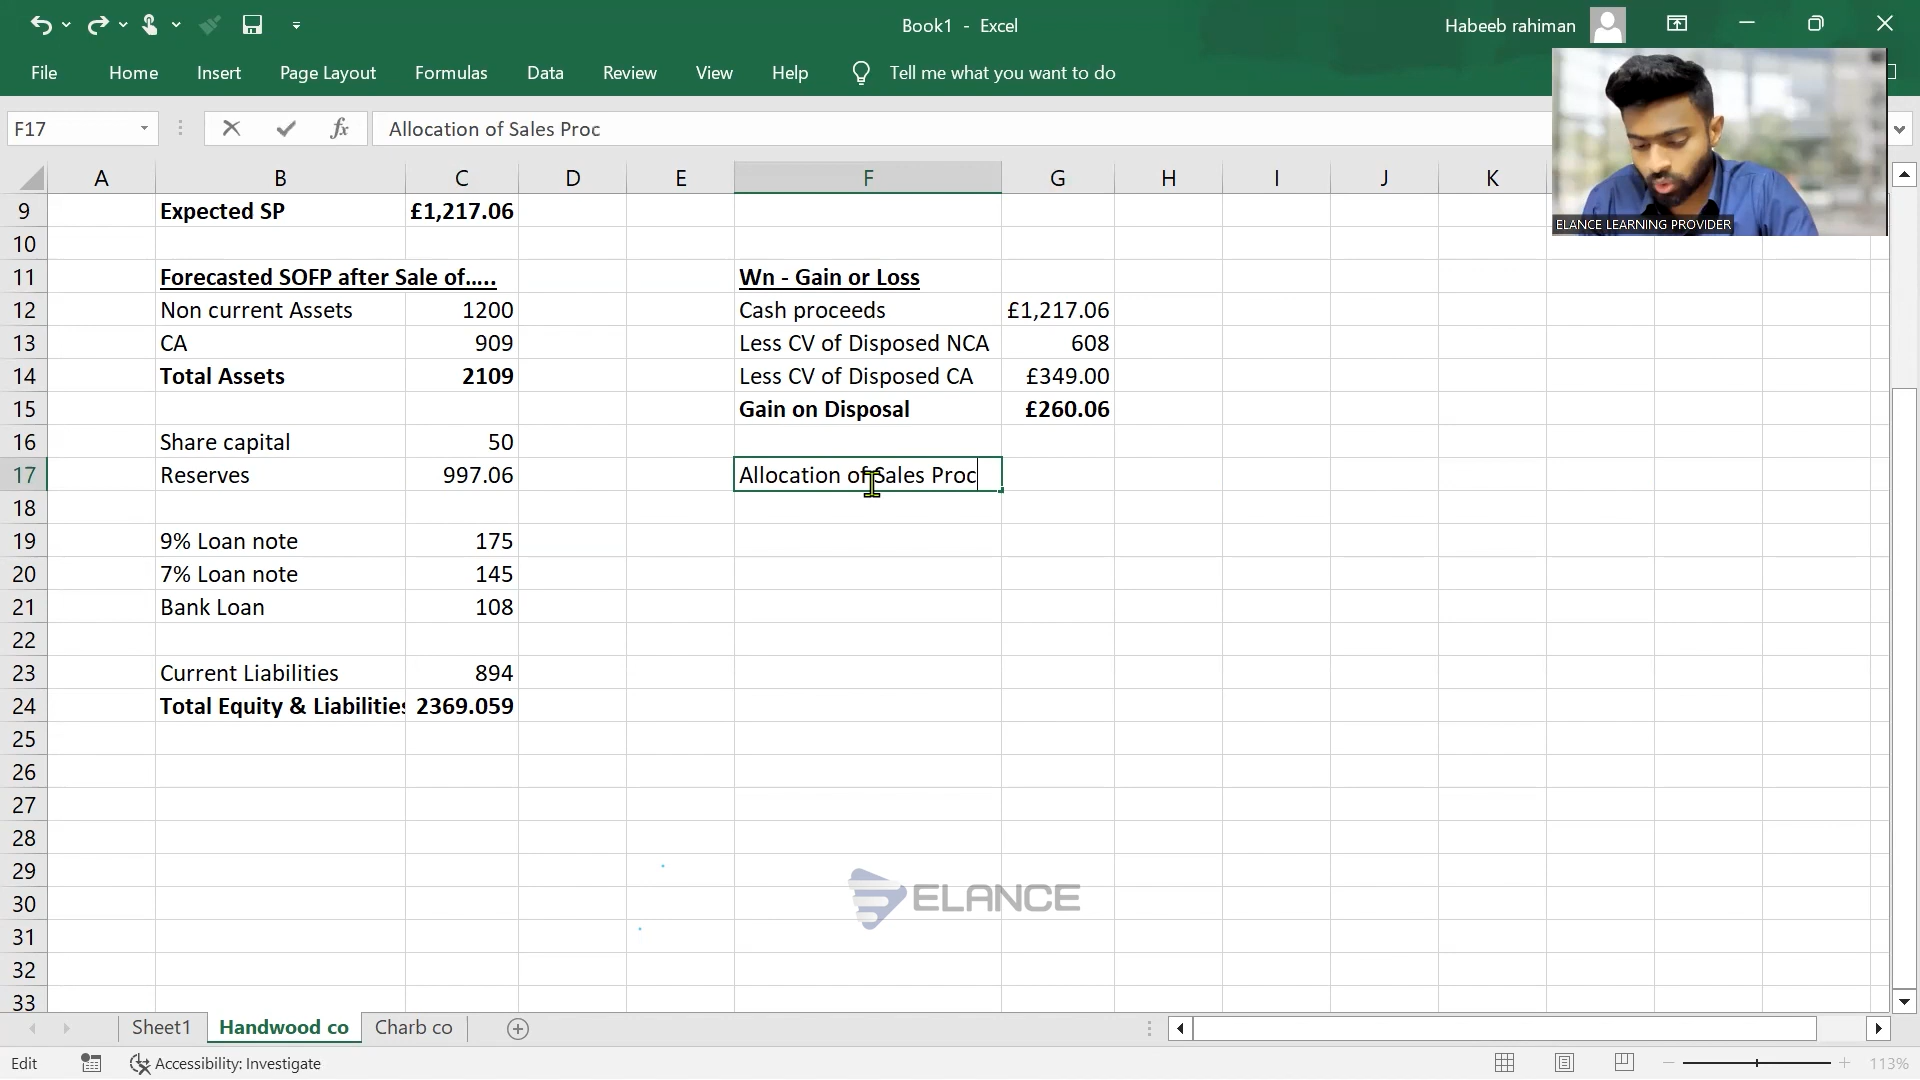 Book1 - Excel
Habeeb rahiman
File Home Insert Page Layout Formulas Data Review View Help Tell me what you want to do
F17 fx Allocation of Sales Proc
ELANCE LEARNING PROVIDER
A B C D E F G H I J K
9 Expected SP £1,217.06
10
11 Forecasted SOFP after Sale of..... Wn - Gain or Loss
12 Non current Assets 1200 Cash proceeds £1,217.06
13 CA 909 Less CV of Disposed NCA 608
14 Total Assets 2109 Less CV of Disposed CA £349.00
15 Gain on Disposal £260.06
16 Share capital 50
17 Reserves 997.06 Allocation of Sales Proc
18
19 9% Loan note 175
20 7% Loan note 145
21 Bank Loan 108
22
23 Current Liabilities 894
24 Total Equity & Liabilities 2369.059
25
26
27
28
29
30 ELANCE
31
32
33
Sheet1 Handwood co Charb co
Edit Accessibility: Investigate 113%